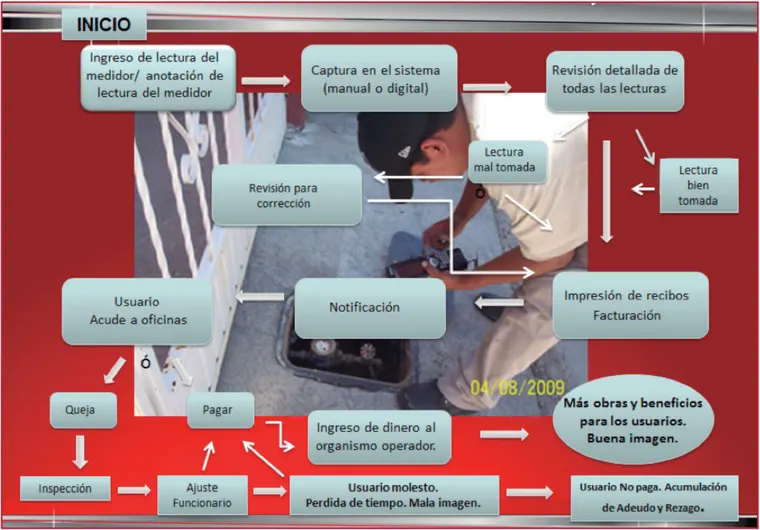 INICIO
Ingreso de lectura del
medidor/ anotación de
lectura del medidor
Captura en el sistema
(manual o digital)
Revisión detallada de
todas las lecturas
Lectura
mal tomada
Lectura
bien
tomada
Ó
Revisión para
corrección
Usuario
Acude a oficinas
Notificación
Impresión de recibos
Facturación
Ó
04/08/2009
Queja
Pagar
Ingreso de dinero al
organismo operador.
Más obras y beneficios
para los usuarios.
Buena imagen.
Inspección
Ajuste
Funcionario
Usuario molesto.
Perdida de tiempo. Mala imagen.
Usuario No paga. Acumulación
de Adeudo y Rezago.